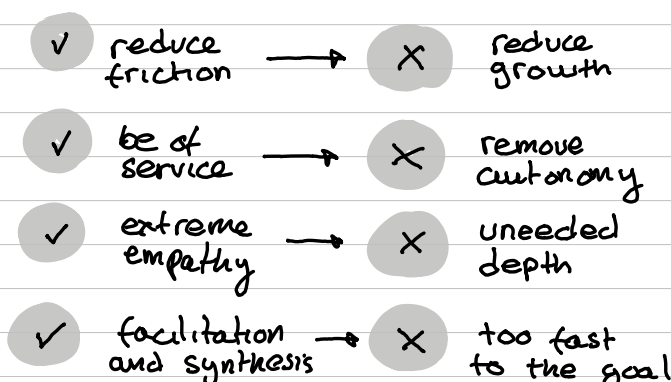 reduce friction → reduce growth
be of service → remove autonomy
extreme empathy → uneeded depth
facilitation and synthesis → too fast to the goal